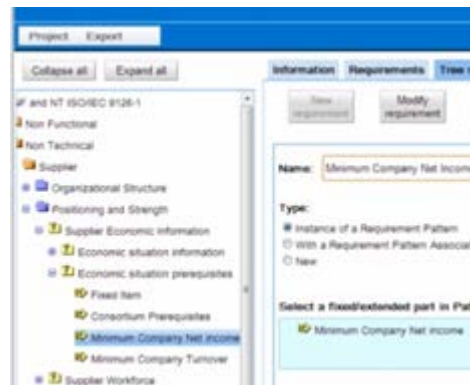 Project Export
Collapse all Expand all
Information Requirements Tree
New requirement
Modify requirement
and NT ISO/IEC 9126-1
Non Functional
Non Technical
Supplier
Organizational Structure
Positioning and Strength
Supplier Economic Information
Economic situation information
Economic situation prerequisites
Fixed Item
Consortium Prerequisites
Minimum Company Net income
Minimum Company Turnover
Supplier Workforce
Name: Minimum Company Net Income
Type:
Instance of a Requirement Pattern
With a Requirement Pattern Associat
New
Select a fixed/extended part in Pat
Minimum Company Net income